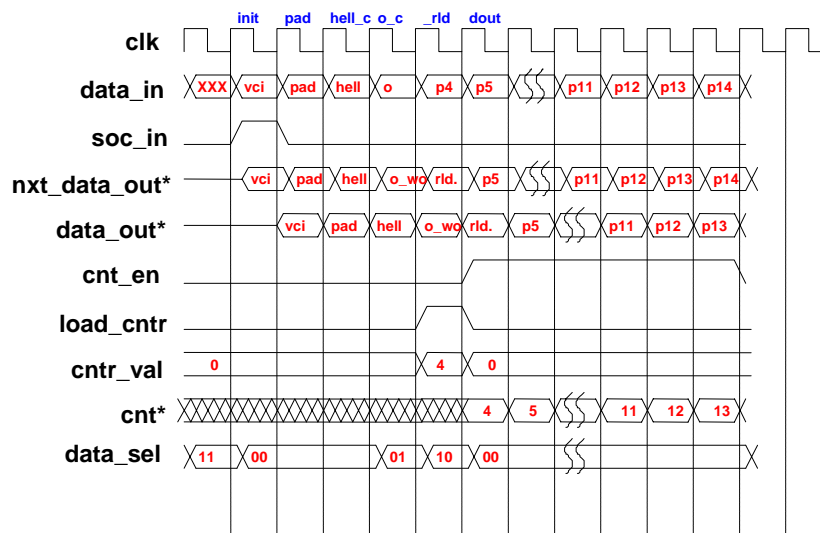 init pad hell_c o_c _rld dout
clk
data_in XXX vci pad hell o p4 p5 p11 p12 p13 p14
soc_in
nxt_data_out* vci pad hell o_wo rld. p5 p11 p12 p13 p14
data_out* vci pad hell o_wo rld. p5 p11 p12 p13
cnt_en
load_cntr
cntr_val 0 4 0
cnt* 4 5 11 12 13
data_sel 11 00 01 10 00